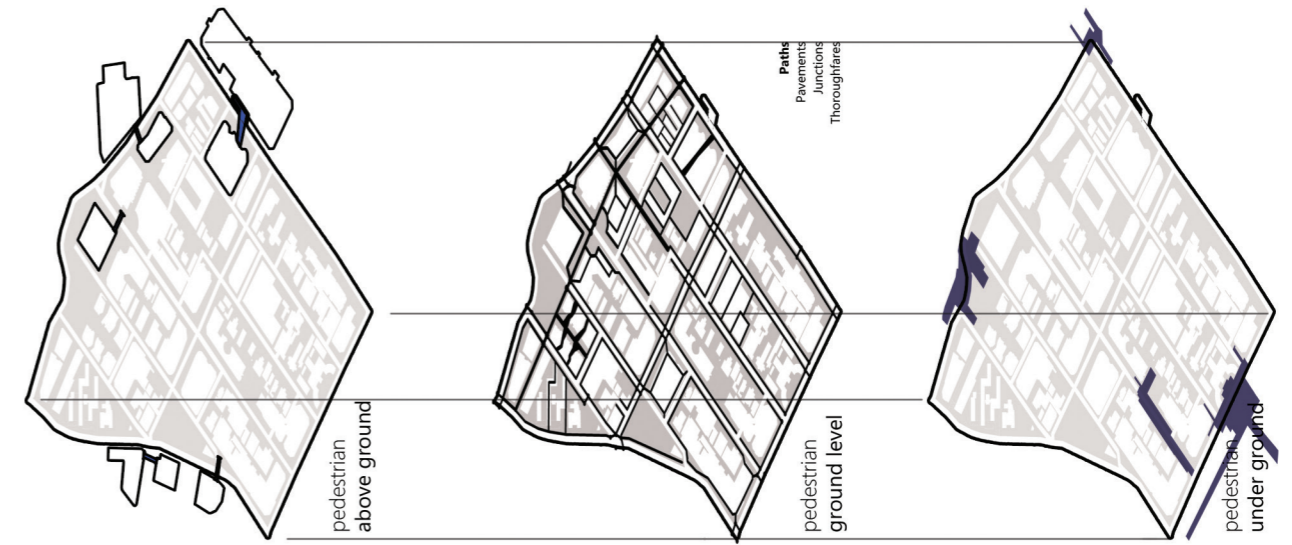 pedestrian
above ground
Paths
Pavements
Junctions
Thoroughfares
pedestrian
ground level
pedestrian
under ground